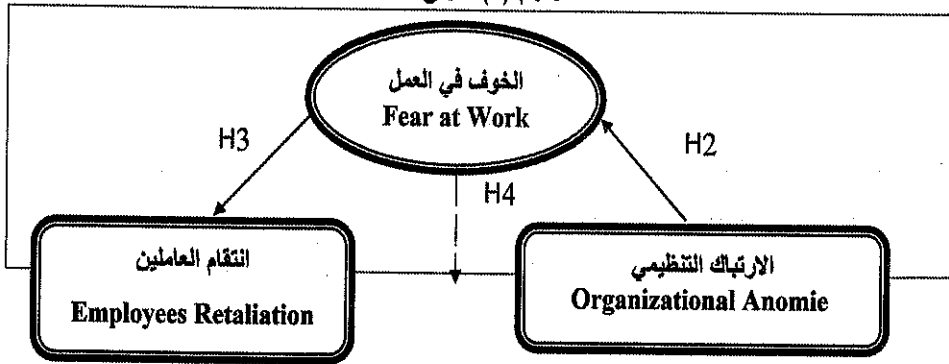 الخوف في العمل
Fear at Work
H3
H2
H4
انتقام العاملين
Employees Retaliation
الارتباك التنظيمي
Organizational Anomie